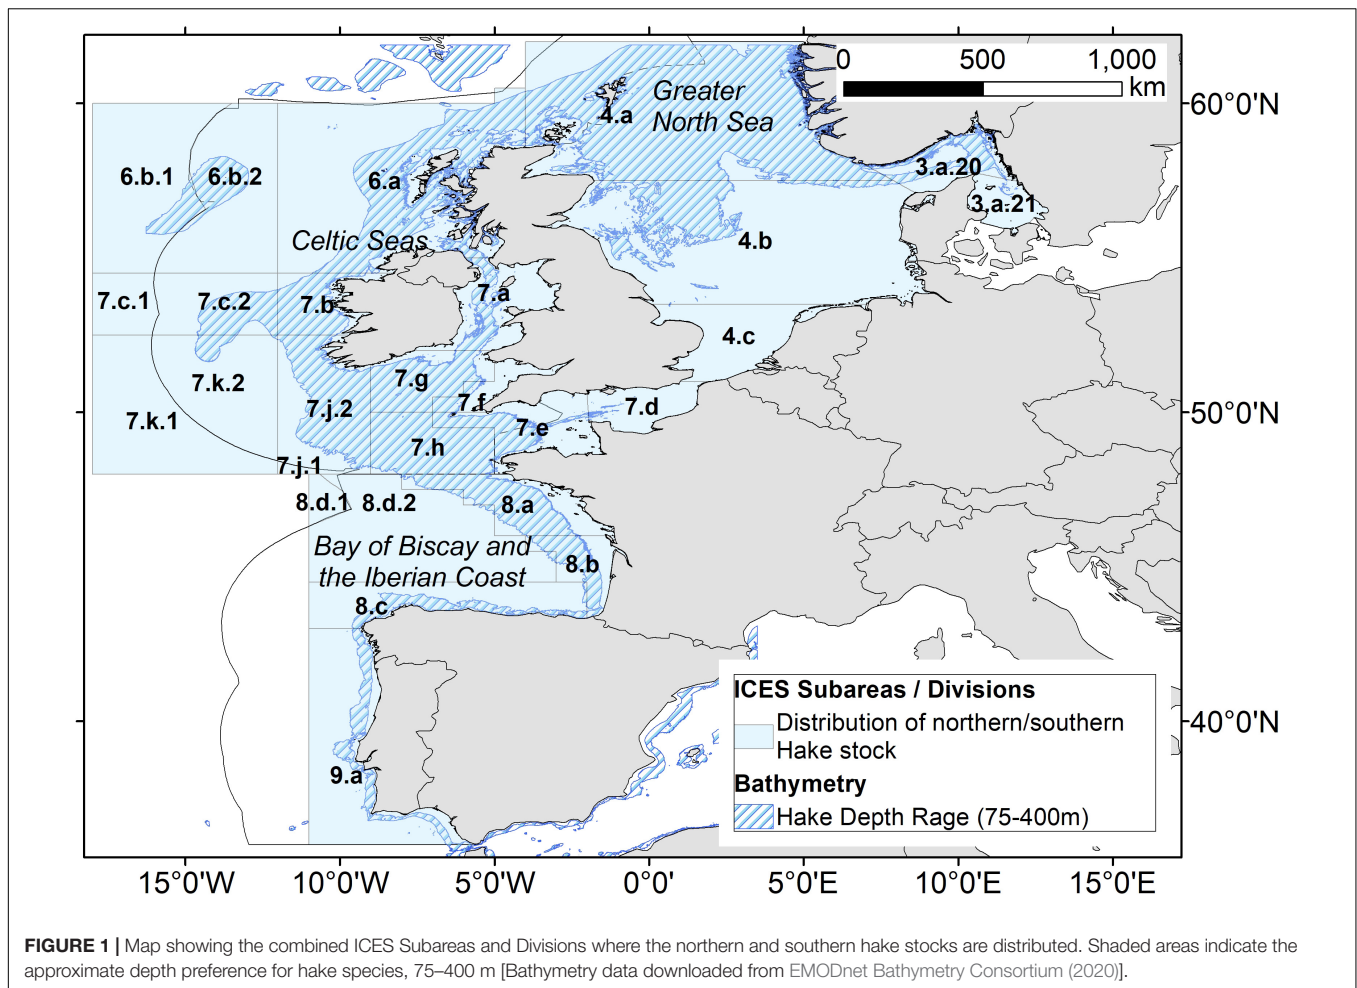 0 500 1,000
km
Greater
North Sea
4.a
60°0'N
6.b.1
6.b.2
6.a
3.a.20
3.a.21
Celtic Seas
4.b
7.c.1
7.c.2
7.b
7.a
4.c
7.k.2
7.g
7.k.1
7.j.2
7.f
7.d
50°0'N
7.e
7.h
7.j.1
8.d.1
8.d.2
8.a
Bay of Biscay and
the Iberian Coast
8.b
8.c
ICES Subareas / Divisions
Distribution of northern/southern
Hake stock
40°0'N
9.a
Bathymetry
Hake Depth Rage (75-400m)
15°0'W 10°0'W 5°0'W 0°0'E 5°0'E 10°0'E 15°0'E
FIGURE 1 | Map showing the combined ICES Subareas and Divisions where the northern and southern hake stocks are distributed. Shaded areas indicate the
approximate depth preference for hake species, 75–400 m [Bathymetry data downloaded from EMODnet Bathymetry Consortium (2020)].